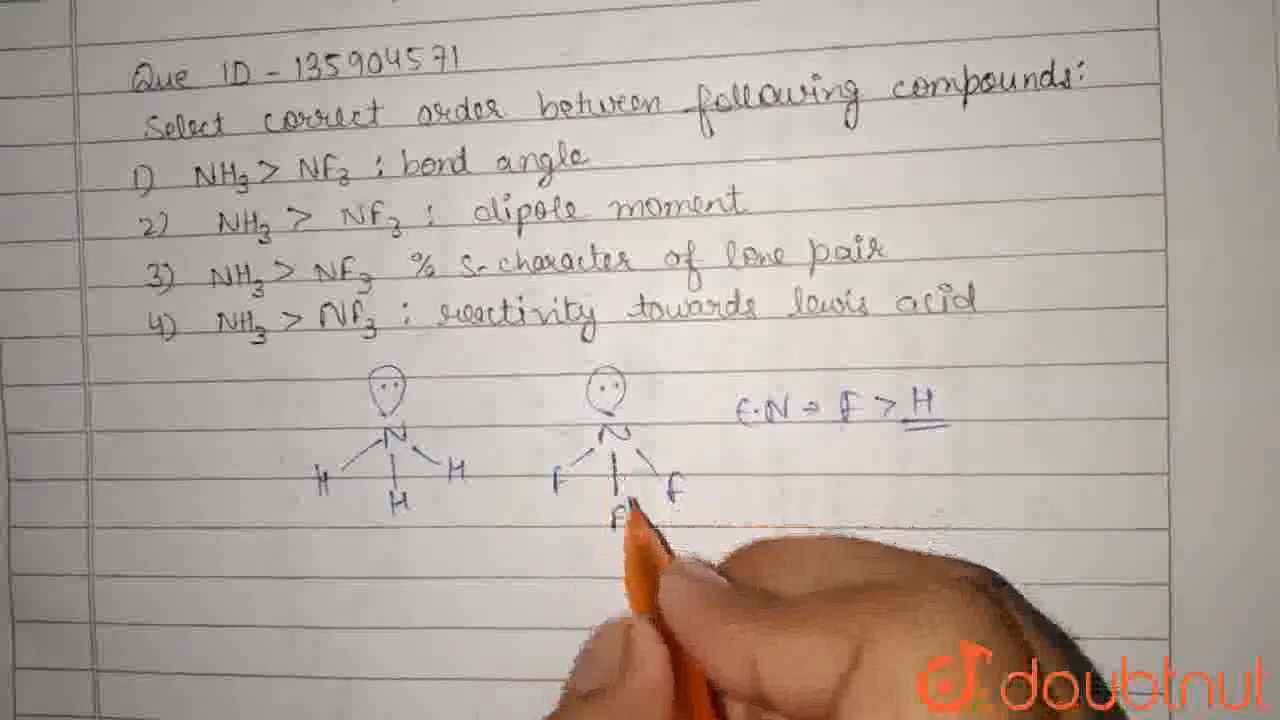 Que ID - 135904571
Select correct order between following compounds:
1) NH3 > NF3 : bond angle
2) NH3 > NF3 : dipole moment
3) NH3 > NF3 % s-character of lone pair
4) NH3 > NF3 : reactivity towards lewis acid
E.N → F > H
N N
H H F F
H F
doubtnut